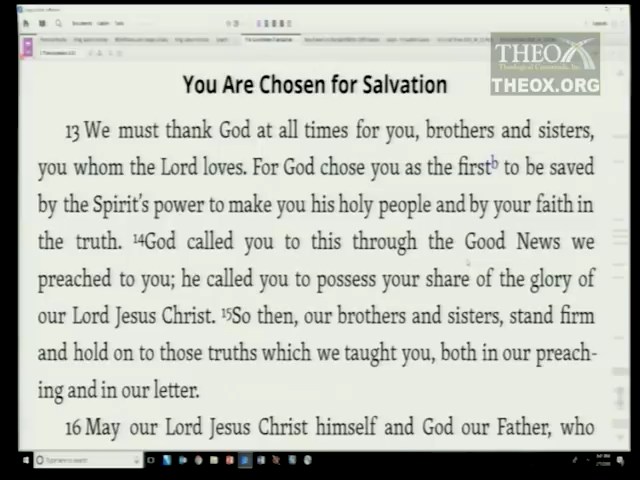 THEOX
THEOX.ORG
You Are Chosen for Salvation
13 We must thank God at all times for you, brothers and sisters,
you whom the Lord loves. For God chose you as the firstb to be saved
by the Spirit's power to make you his holy people and by your faith in
the truth. 14God called you to this through the Good News we
preached to you; he called you to possess your share of the glory of
our Lord Jesus Christ. 15So then, our brothers and sisters, stand firm
and hold on to those truths which we taught you, both in our preach-
ing and in our letter.
16 May our Lord Jesus Christ himself and God our Father, who